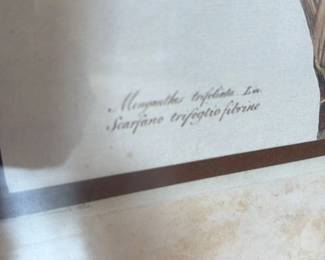 Menyanthes trifoliata Lin.
Scarfano trifoglio fibrino